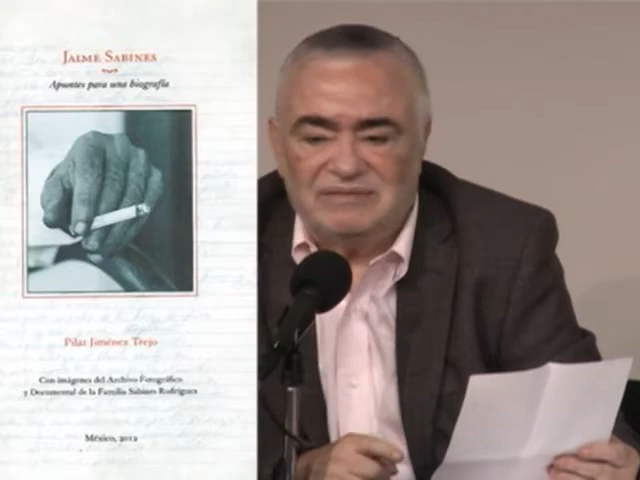 JAIME SABINES
Apuntes para una biografía
Pilar Jiménez Trejo
Con imágenes del Archivo Fotográfico
y Documental de la Familia Sabines Rodríguez
México, 2012